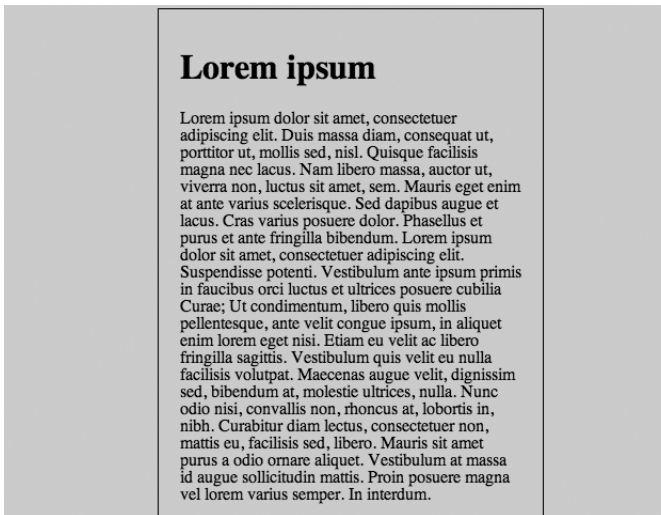 Lorem ipsum
Lorem ipsum dolor sit amet, consectetuer
adipiscing elit. Duis massa diam, consequat ut,
porttitor ut, mollis sed, nisl. Quisque facilisis
magna nec lacus. Nam libero massa, auctor ut,
viverra non, luctus sit amet, sem. Mauris eget enim
at ante varius scelerisque. Sed dapibus augue et
lacus. Cras varius posuere dolor. Phasellus et
purus et ante fringilla bibendum. Lorem ipsum
dolor sit amet, consectetuer adipiscing elit.
Suspendisse potenti. Vestibulum ante ipsum primis
in faucibus orci luctus et ultrices posuere cubilia
Curae; Ut condimentum, libero quis mollis
pellentesque, ante velit congue ipsum, in aliquet
enim lorem eget nisi. Etiam eu velit ac libero
fringilla sagittis. Vestibulum quis velit eu nulla
facilisis volutpat. Maecenas augue velit, dignissim
sed, bibendum at, molestie ultrices, nulla. Nunc
odio nisi, convallis non, rhoncus at, lobortis in,
nibh. Curabitur diam lectus, consectetuer non,
mattis eu, facilisis sed, libero. Mauris sit amet
purus a odio ornare aliquet. Vestibulum at massa
id augue sollicitudin mattis. Proin posuere magna
vel lorem varius semper. In interdum.